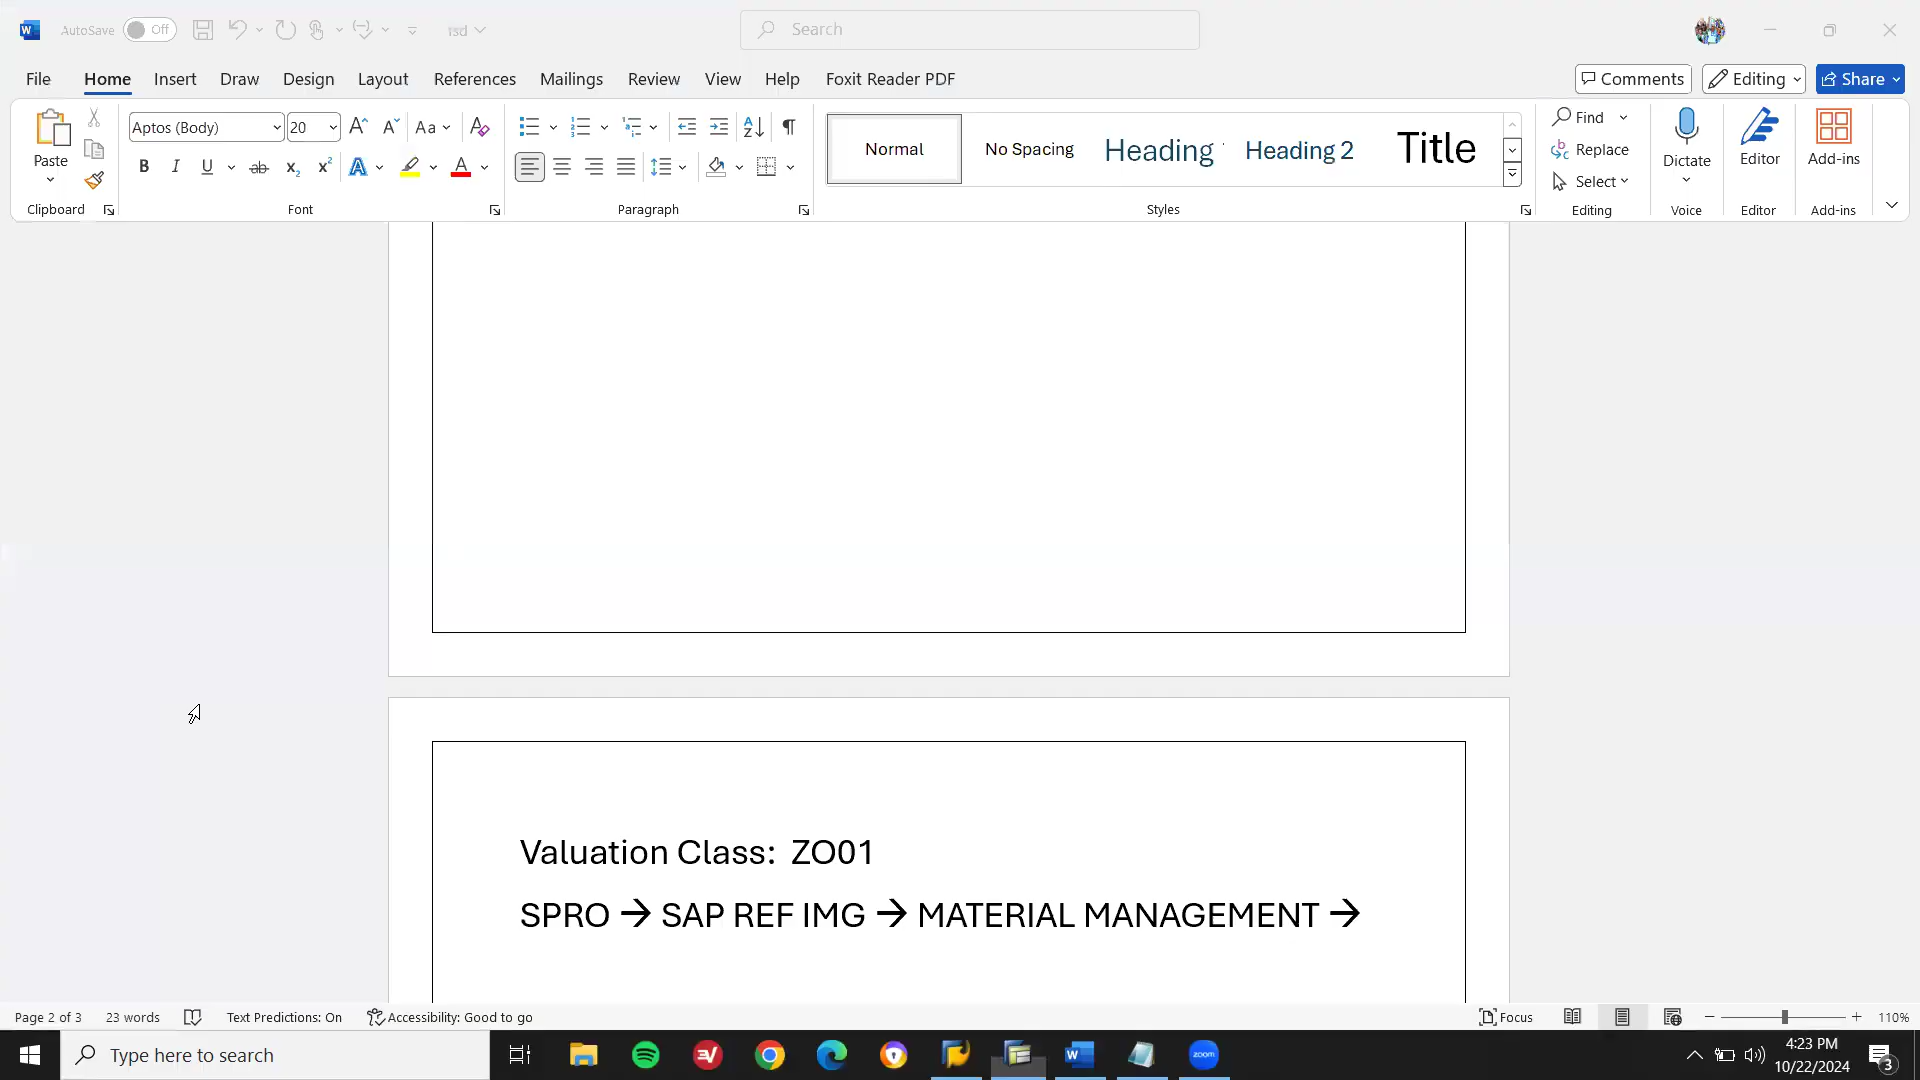 AutoSave Off rsd Search
File Home Insert Draw Design Layout References Mailings Review View Help Foxit Reader PDF Comments Editing Share
Paste Aptos (Body) 20 Aa Normal No Spacing Heading Heading 2 Title Find Replace Select Dictate Editor Add-ins
Clipboard Font Paragraph Styles Editing Voice Editor Add-ins
Valuation Class: ZO01
SPRO → SAP REF IMG → MATERIAL MANAGEMENT →
Page 2 of 3 23 words Text Predictions: On Accessibility: Good to go Focus 110%
Type here to search zoom 4:23 PM
10/22/2024 3